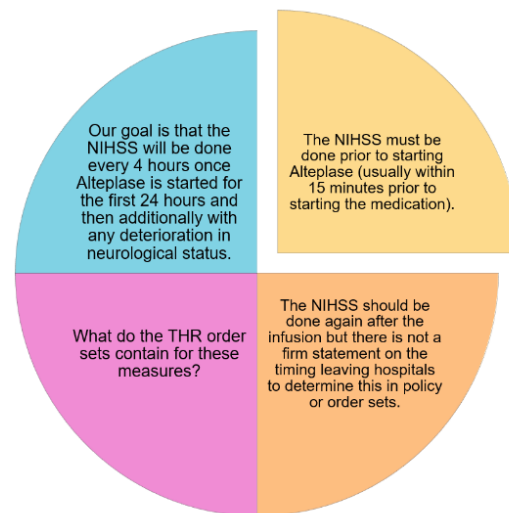 Our goal is that the
NIHSS will be done
every 4 hours once
Alteplase is started for
the first 24 hours and
then additionally with
any deterioration in
neurological status.
The NIHSS must be
done prior to starting
Alteplase (usually within
15 minutes prior to
starting the medication).
What do the THR order
sets contain for these
measures?
The NIHSS should be
done again after the
infusion but there is not a
firm statement on the
timing leaving hospitals
to determine this in policy
or order sets.